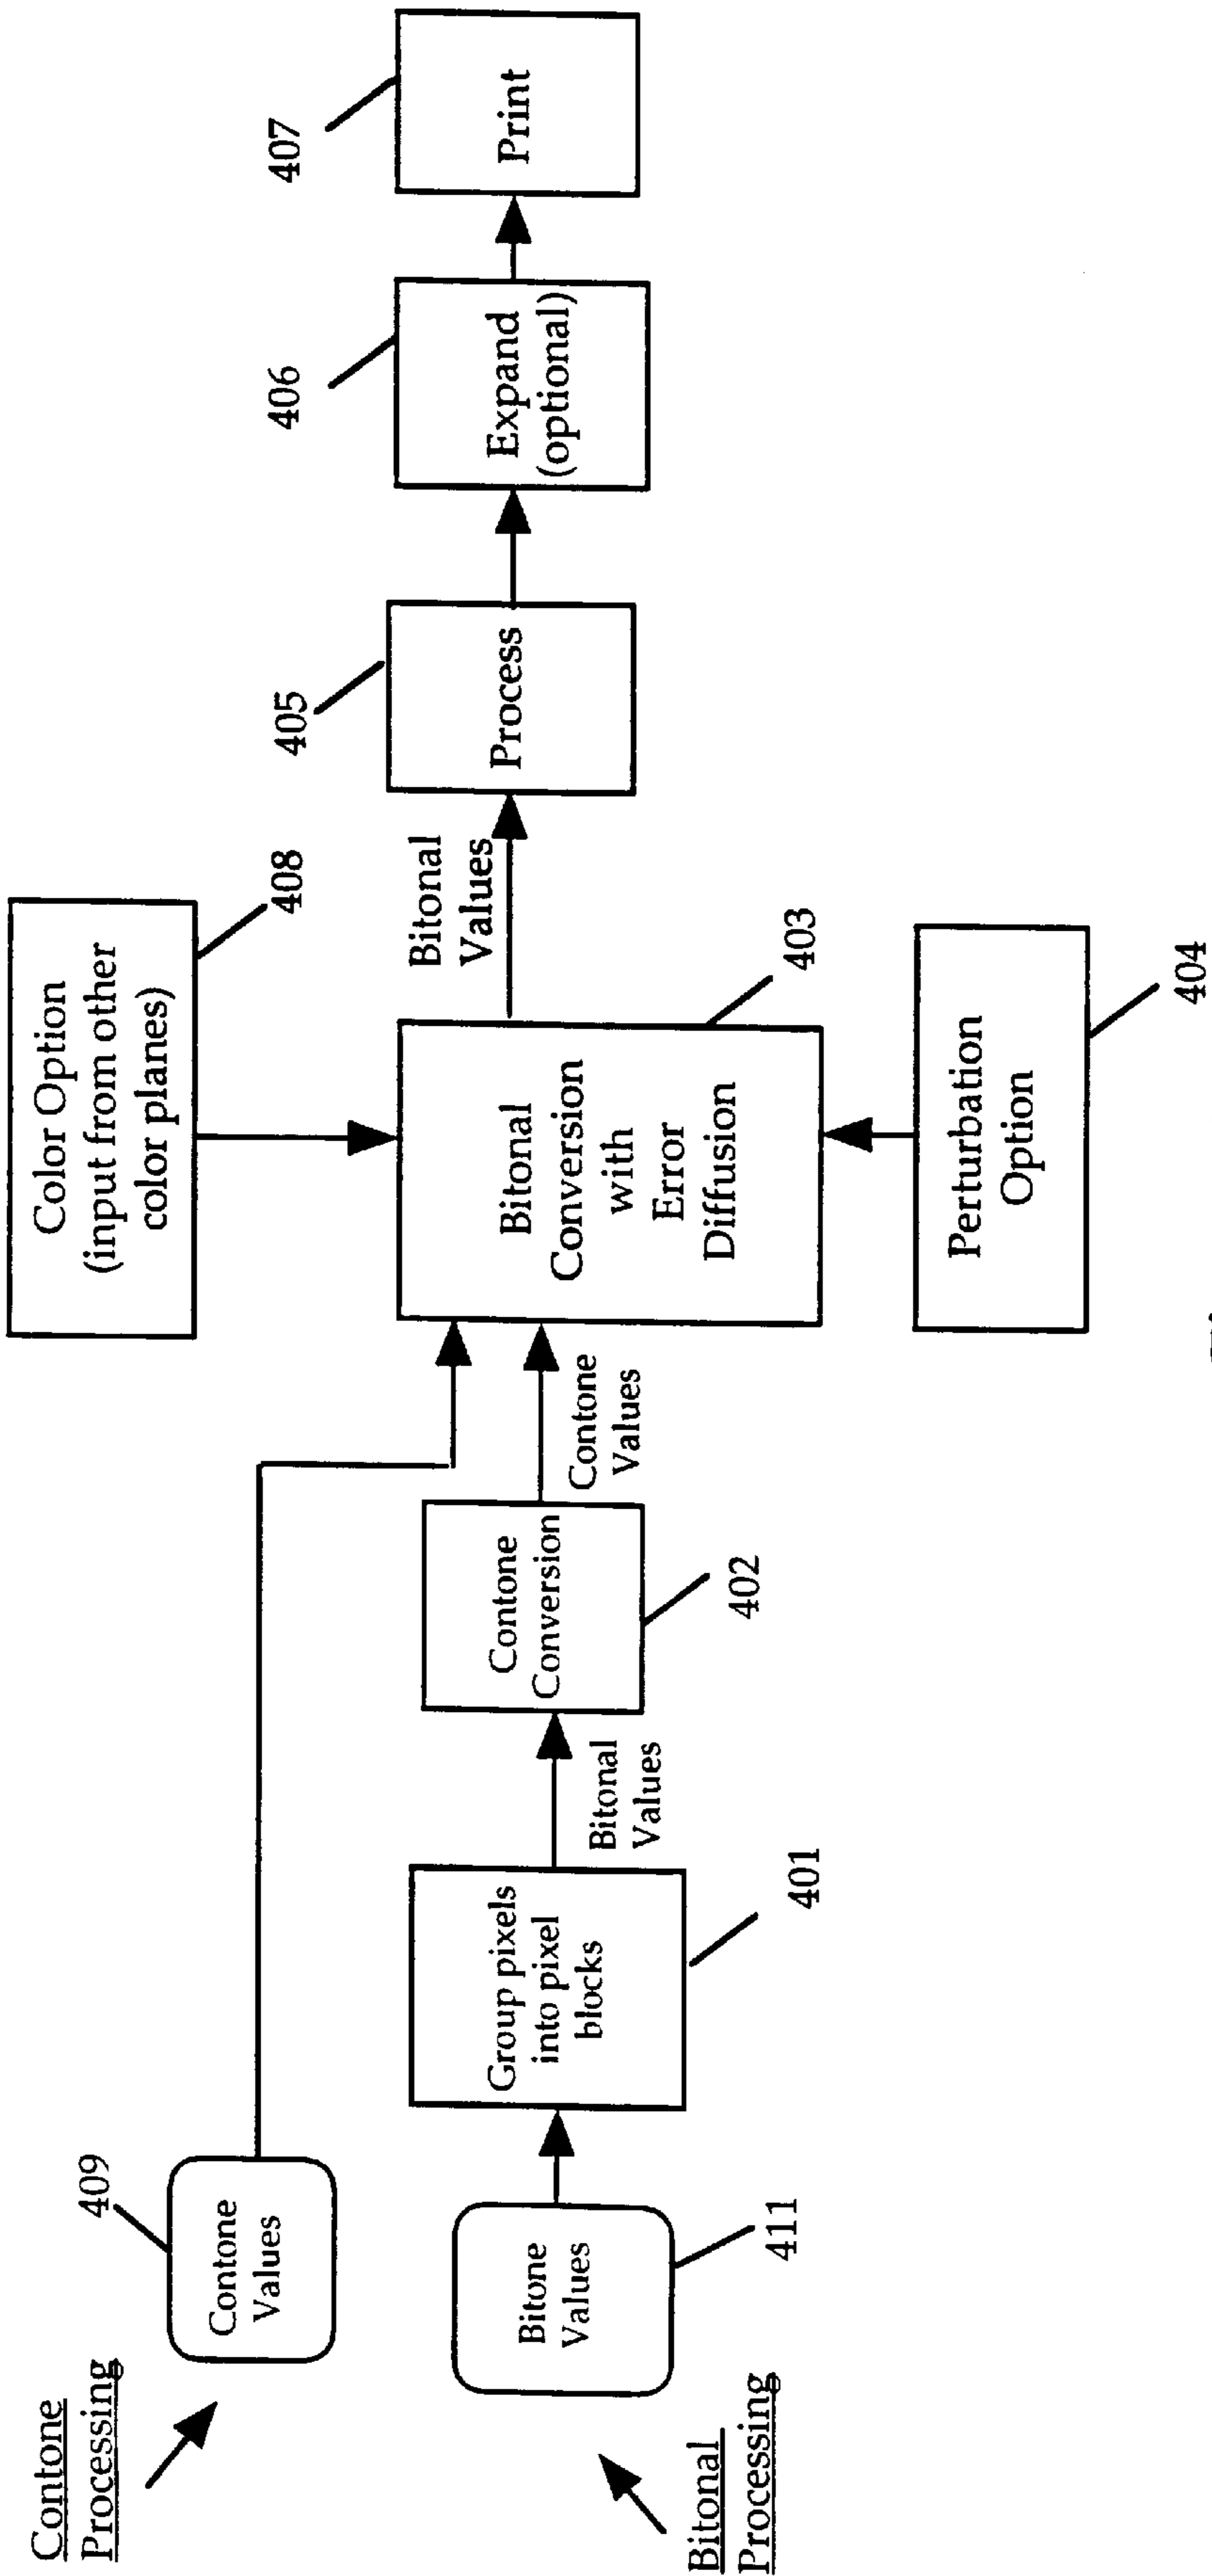 Contone
Processing
409
Contone
Values
Bitonal
Processing
Bitone
Values
411
Group pixels
into pixel
blocks
401
Bitonal
Values
Contone
Conversion
402
Contone
Values
Color Option
(input from other
color planes)
408
Bitonal
Conversion
with
Error
Diffusion
403
Perturbation
Option
404
Bitonal
Values
Process
405
Expand
(optional)
406
Print
407